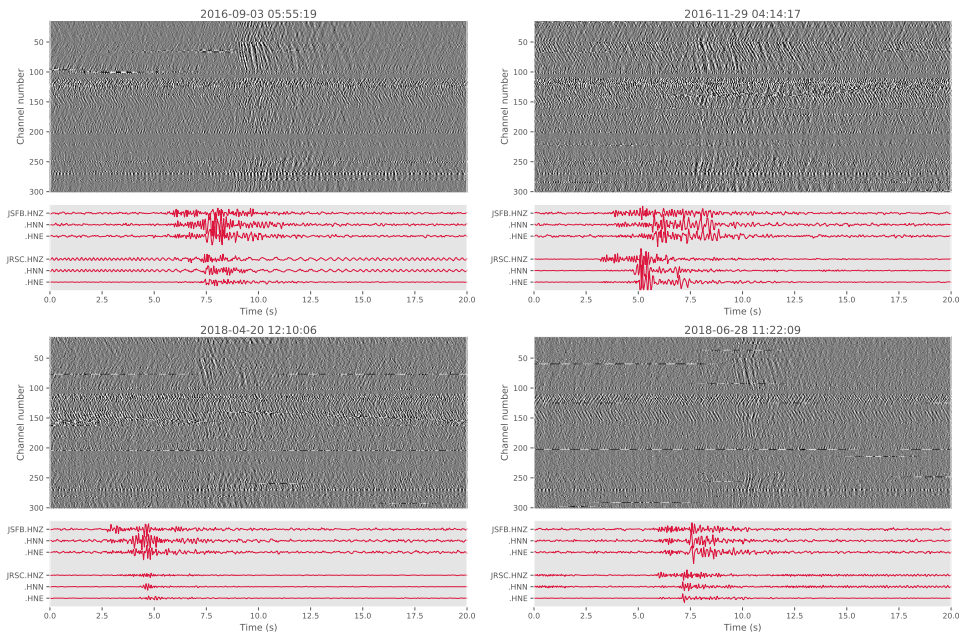 2016-09-03 05:55:19
2016-11-29 04:14:17
Channel number
50
100
150
200
250
300
Channel number
50
100
150
200
250
300
JSFB.HNZ
.HNN
.HNE
JRSC.HNZ
.HNN
.HNE
JSFB.HNZ
.HNN
.HNE
JRSC.HNZ
.HNN
.HNE
0.0 2.5 5.0 7.5 10.0 12.5 15.0 17.5 20.0
0.0 2.5 5.0 7.5 10.0 12.5 15.0 17.5 20.0
Time (s)
Time (s)
2018-04-20 12:10:06
2018-06-28 11:22:09
Channel number
50
100
150
200
250
300
Channel number
50
100
150
200
250
300
JSFB.HNZ
.HNN
.HNE
JRSC.HNZ
.HNN
.HNE
JSFB.HNZ
.HNN
.HNE
JRSC.HNZ
.HNN
.HNE
0.0 2.5 5.0 7.5 10.0 12.5 15.0 17.5 20.0
0.0 2.5 5.0 7.5 10.0 12.5 15.0 17.5 20.0
Time (s)
Time (s)